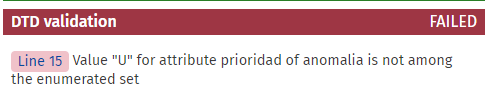 DTD validation FAILED
Line 15 Value "U" for attribute prioridad of anomalia is not among
the enumerated set